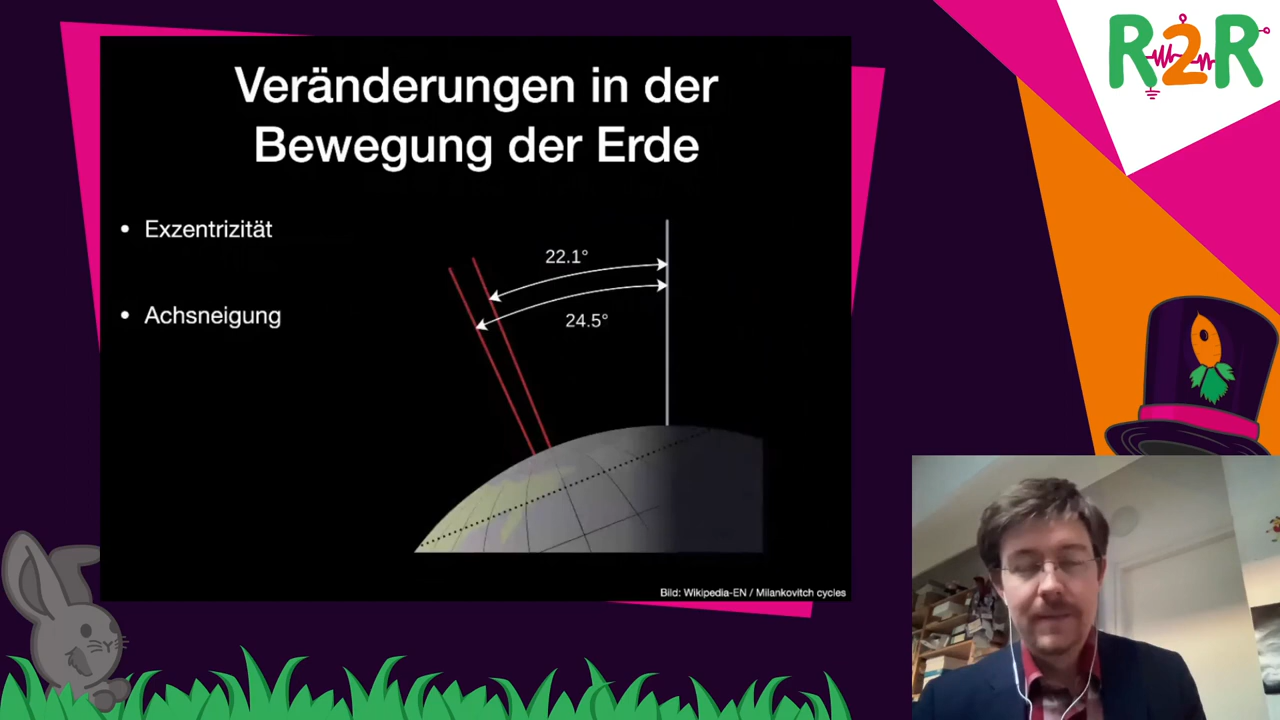 Veränderungen in der
Bewegung der Erde
• Exzentrizität
• Achsneigung
22.1°
24.5°
Bild: Wikipedia-EN / Milankovitch cycles
R2R